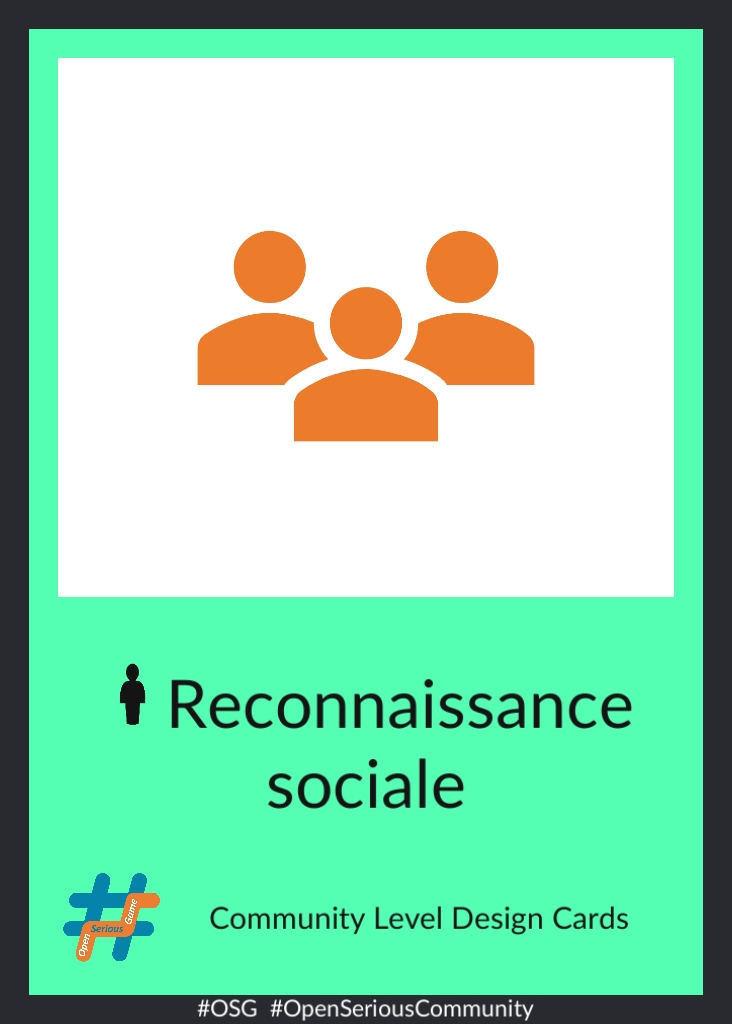 Reconnaissance
sociale
Open Serious Game
Community Level Design Cards
#OSG #OpenSeriousCommunity